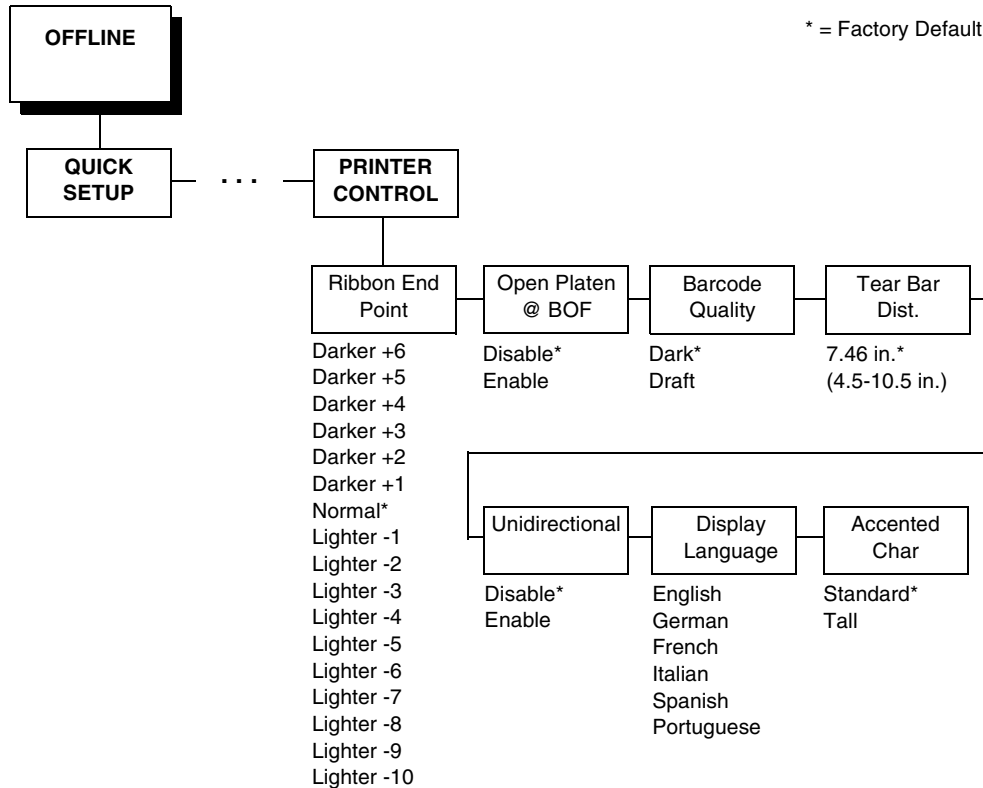 OFFLINE
* = Factory Default
QUICK
SETUP
. . .
PRINTER
CONTROL
Ribbon End
Point
Darker +6
Darker +5
Darker +4
Darker +3
Darker +2
Darker +1
Normal*
Lighter -1
Lighter -2
Lighter -3
Lighter -4
Lighter -5
Lighter -6
Lighter -7
Lighter -8
Lighter -9
Lighter -10
Open Platen
@ BOF
Disable*
Enable
Barcode
Quality
Dark*
Draft
Tear Bar
Dist.
7.46 in.*
(4.5-10.5 in.)
Unidirectional
Disable*
Enable
Display
Language
English
German
French
Italian
Spanish
Portuguese
Accented
Char
Standard*
Tall